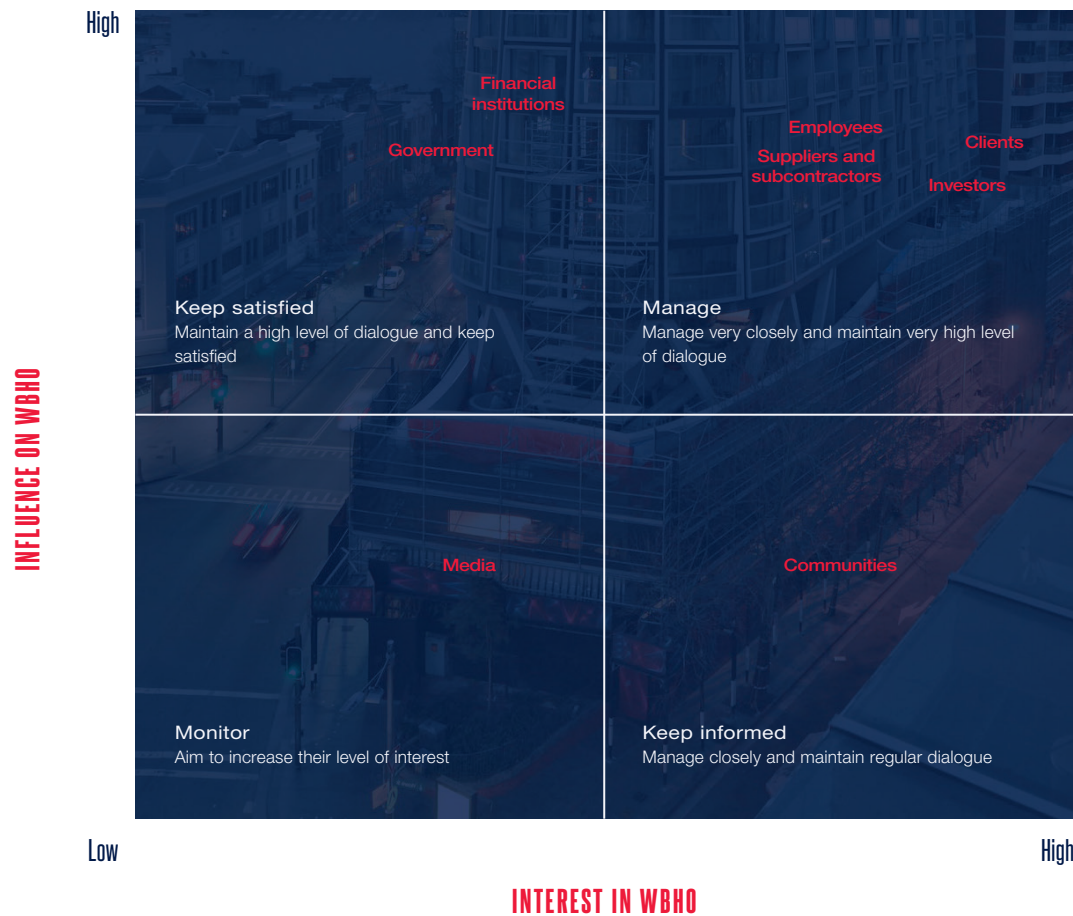 High
Financial
institutions
Government
Employees
Suppliers and
subcontractors
Clients
Investors
Keep satisfied
Maintain a high level of dialogue and keep
satisfied
Manage
Manage very closely and maintain very high level
of dialogue
INFLUENCE ON WBHO
Media
Communities
Monitor
Aim to increase their level of interest
Keep informed
Manage closely and maintain regular dialogue
Low
High
INTEREST IN WBHO